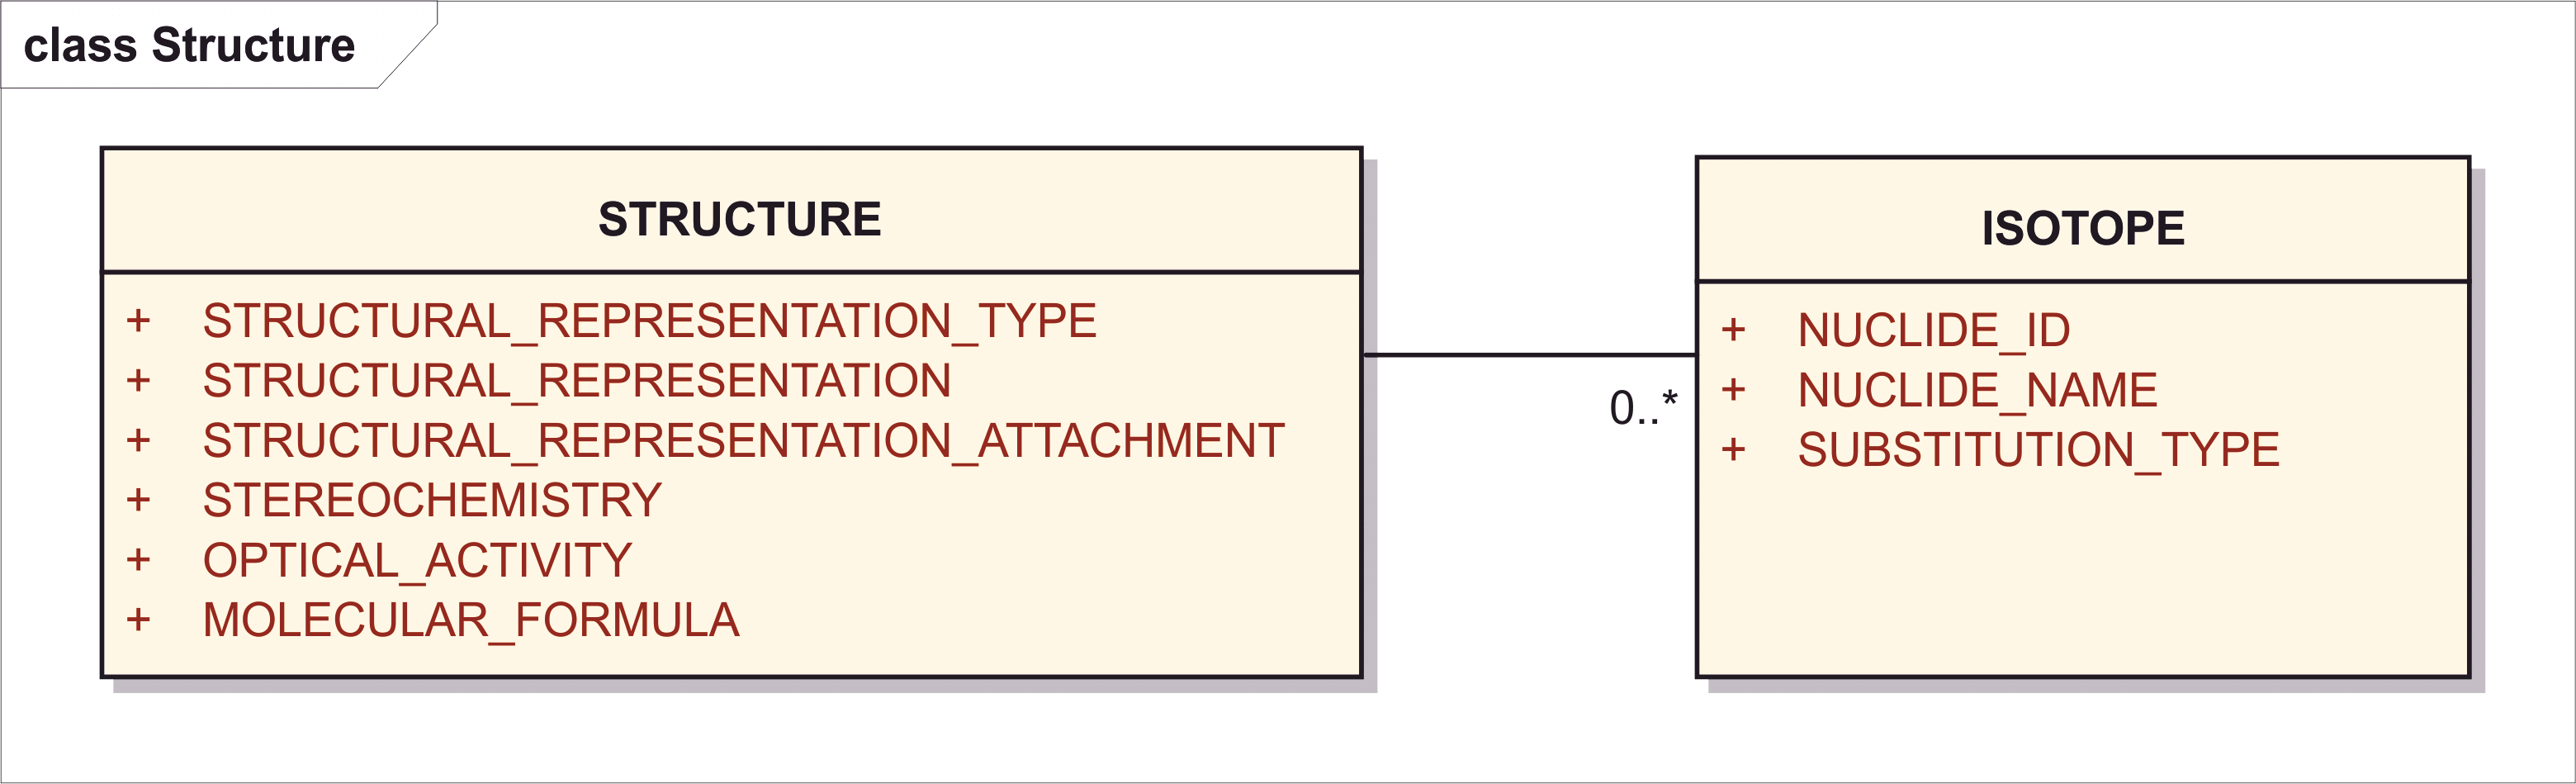 class Structure
STRUCTURE
+ STRUCTURAL_REPRESENTATION_TYPE
+ STRUCTURAL_REPRESENTATION
+ STRUCTURAL_REPRESENTATION_ATTACHMENT
+ STEREOCHEMISTRY
+ OPTICAL_ACTIVITY
+ MOLECULAR_FORMULA
0..*
ISOTOPE
+ NUCLIDE_ID
+ NUCLIDE_NAME
+ SUBSTITUTION_TYPE